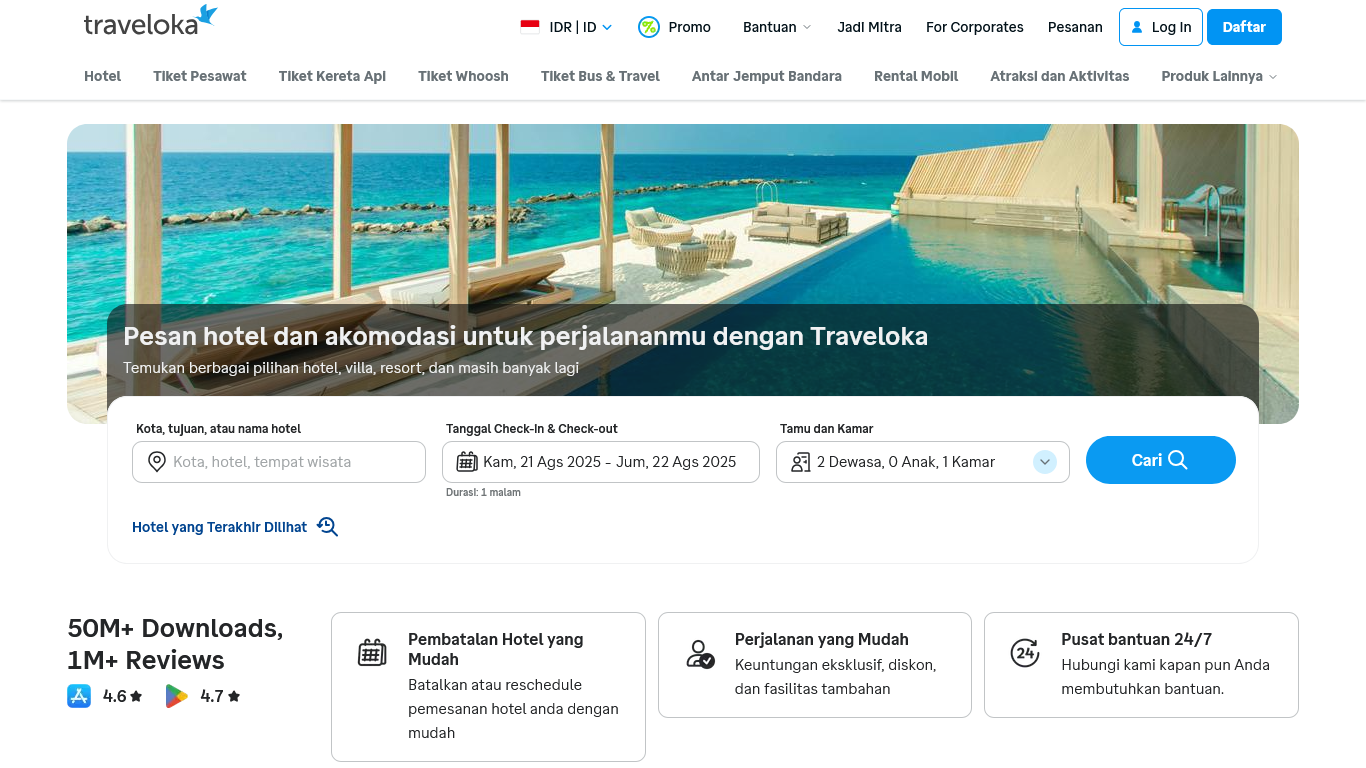 traveloka
IDR | ID
Promo
Bantuan
Jadi Mitra
For Corporates
Pesanan
Log In
Daftar
Hotel
Tiket Pesawat
Tiket Kereta Api
Tiket Whoosh
Tiket Bus & Travel
Antar Jemput Bandara
Rental Mobil
Atraksi dan Aktivitas
Produk Lainnya
Pesan hotel dan akomodasi untuk perjalananmu dengan Traveloka
Temukan berbagai pilihan hotel, villa, resort, dan masih banyak lagi
Kota, tujuan, atau nama hotel
Kota, hotel, tempat wisata
Tanggal Check-in & Check-out
Kam, 21 Ags 2025 - Jum, 22 Ags 2025
Durasi: 1 malam
Tamu dan Kamar
2 Dewasa, 0 Anak, 1 Kamar
Cari
Hotel yang Terakhir Dilihat
50M+ Downloads,
1M+ Reviews
4.6
4.7
Pembatalan Hotel yang
Mudah
Batalkan atau reschedule
pemesanan hotel anda dengan
mudah
Perjalanan yang Mudah
Keuntungan eksklusif, diskon,
dan fasilitas tambahan
24
Pusat bantuan 24/7
Hubungi kami kapan pun Anda
membutuhkan bantuan.